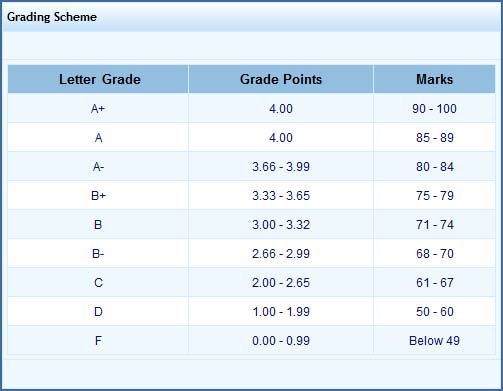 Grading Scheme
Letter Grade Grade Points Marks
A+ 4.00 90 - 100
A 4.00 85 - 89
A- 3.66 - 3.99 80 - 84
B+ 3.33 - 3.65 75 - 79
B 3.00 - 3.32 71 - 74
B- 2.66 - 2.99 68 - 70
C 2.00 - 2.65 61 - 67
D 1.00 - 1.99 50 - 60
F 0.00 - 0.99 Below 49